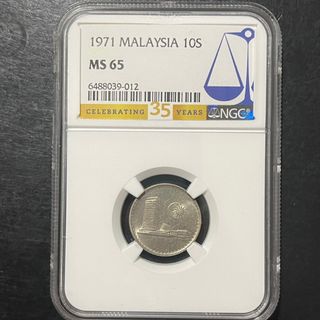 1971 MALAYSIA 10S
MS 65
6488039-012
CELEBRATING 35 YEARS
NGC®